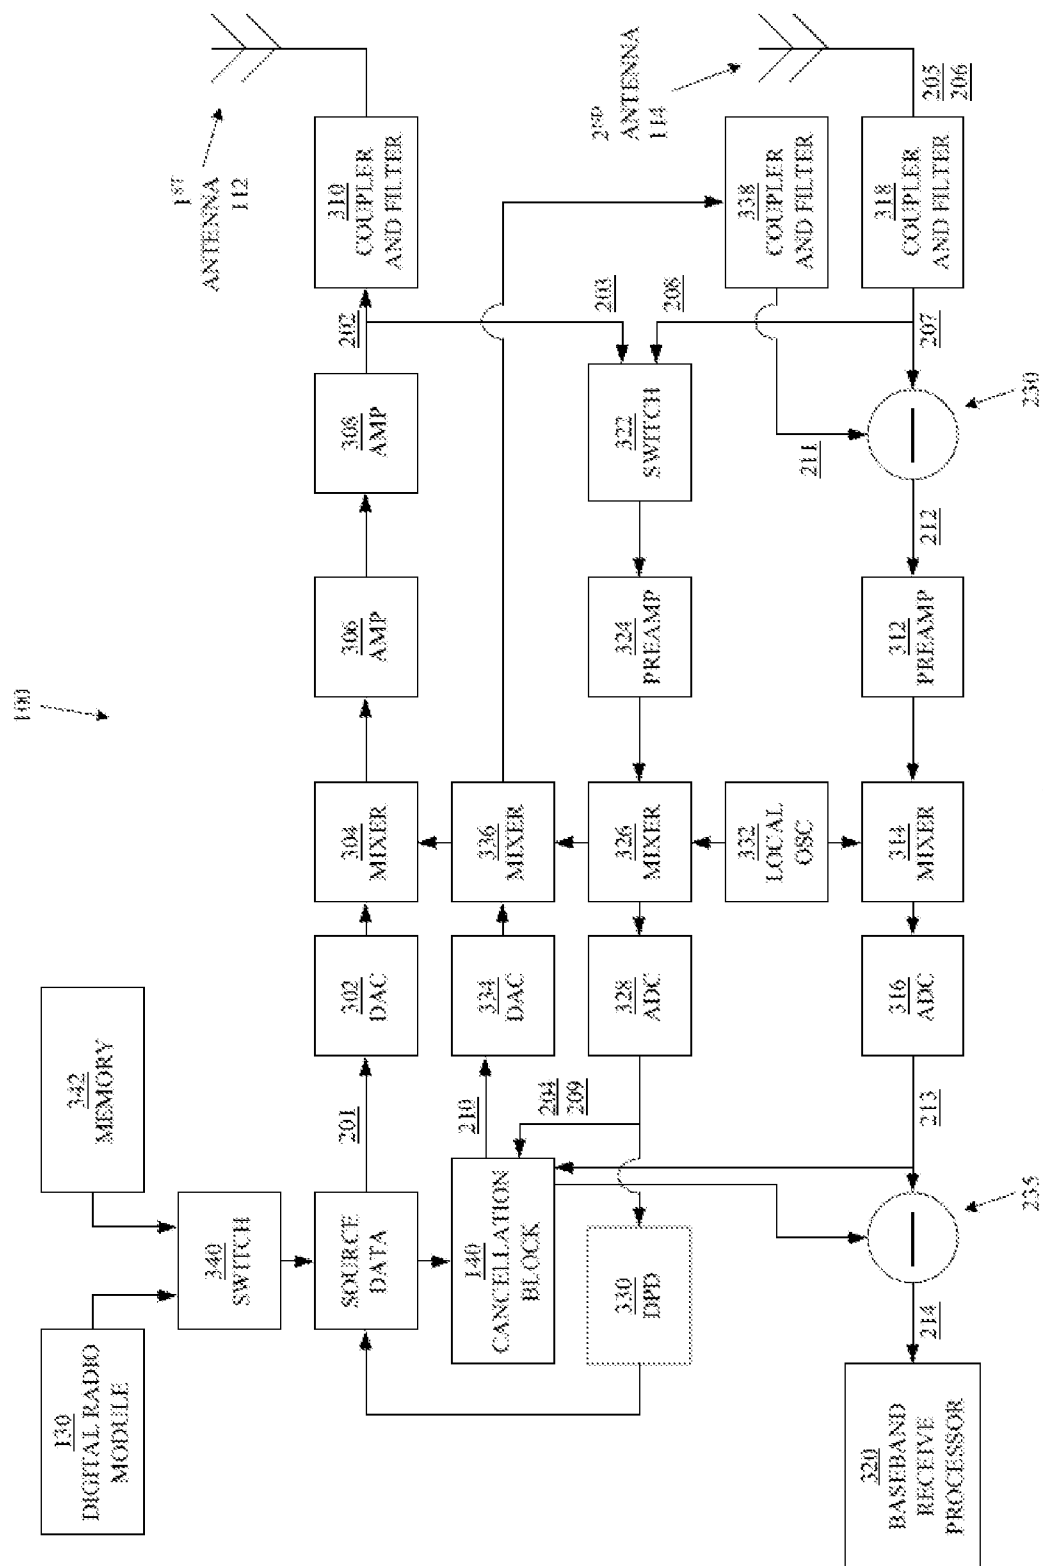 100
130
DIGITAL RADIO
MODULE
342
MEMORY
340
SWITCH
SOURCE
DATA
201
302
DAC
304
MIXER
306
AMP
308
AMP
202
310
COUPLER
AND FILTER
1ST
ANTENNA
112
140
CANCELLATION
BLOCK
210
334
DAC
336
MIXER
203
204
209
330
DPD
328
ADC
326
MIXER
324
PREAMP
322
SWITCH
208
338
COUPLER
AND FILTER
2ND
ANTENNA
114
332
LOCAL
OSC
211
320
BASEBAND
RECEIVE
PROCESSOR
214
235
213
316
ADC
314
MIXER
312
PREAMP
212
230
207
318
COUPLER
AND FILTER
205
206